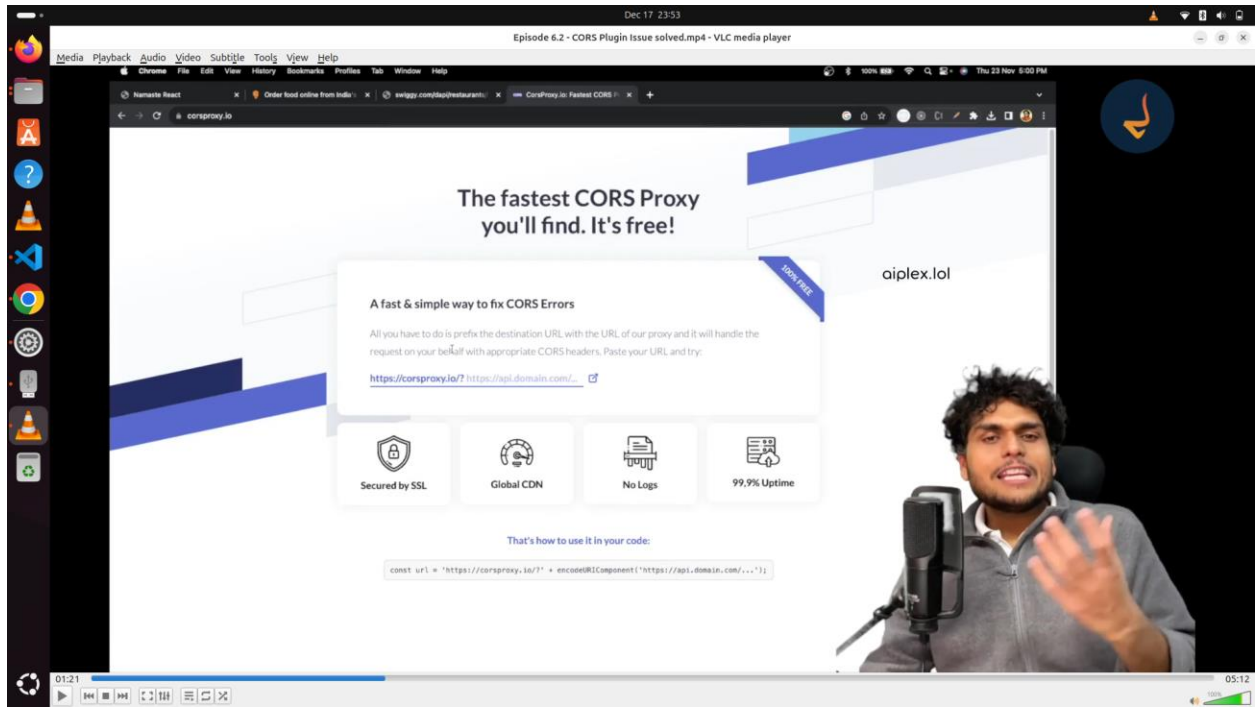 Dec 17 23:53
Episode 6.2 - CORS Plugin Issue solved.mp4 - VLC media player
Media Playback Audio Video Subtitle Tools View Help
Chrome File Edit View History Bookmarks Profiles Tab Window Help
100% Thu 23 Nov 5:00 PM
Namaste React
Order food online from India's
swiggy.com/dapi/restaurants/
CorsProxy.io: Fastest CORS P
corsproxy.io
The fastest CORS Proxy
you'll find. It's free!
100% FREE
aiplex.lol
A fast & simple way to fix CORS Errors
All you have to do is prefix the destination URL with the URL of our proxy and it will handle the
request on your behalf with appropriate CORS headers. Paste your URL and try:
https://corsproxy.io/? https://api.domain.com/...
Secured by SSL
Global CDN
No Logs
99,9% Uptime
That's how to use it in your code:
const url = 'https://corsproxy.io/?' + encodeURIComponent('https://api.domain.com/...');
01:21
05:12
100%